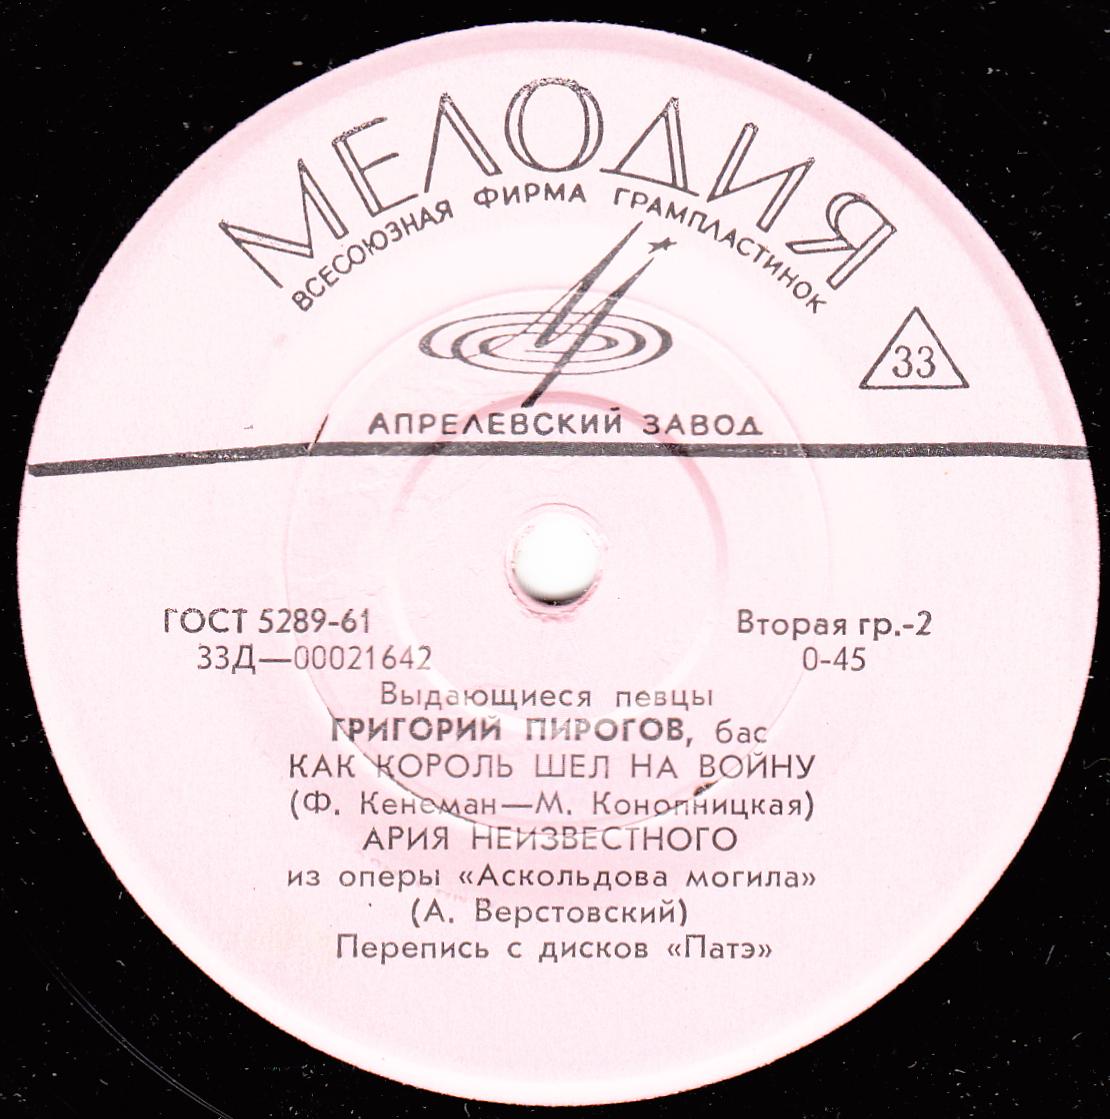 МЕЛОДИЯ
ВСЕСОЮЗНАЯ ФИРМА ГРАМПЛАСТИНОК
33
АПРЕЛЕВСКИЙ ЗАВОД
ГОСТ 5289-61
Вторая гр.-2
33Д—00021642
0-45
Выдающиеся певцы
ГРИГОРИЙ ПИРОГОВ, бас
КАК КОРОЛЬ ШЕЛ НА ВОЙНУ
(Ф. Кенеман—М. Конопницкая)
АРИЯ НЕИЗВЕСТНОГО
из оперы «Аскольдова могила»
(А. Верстовский)
Перепись с дисков «Патэ»